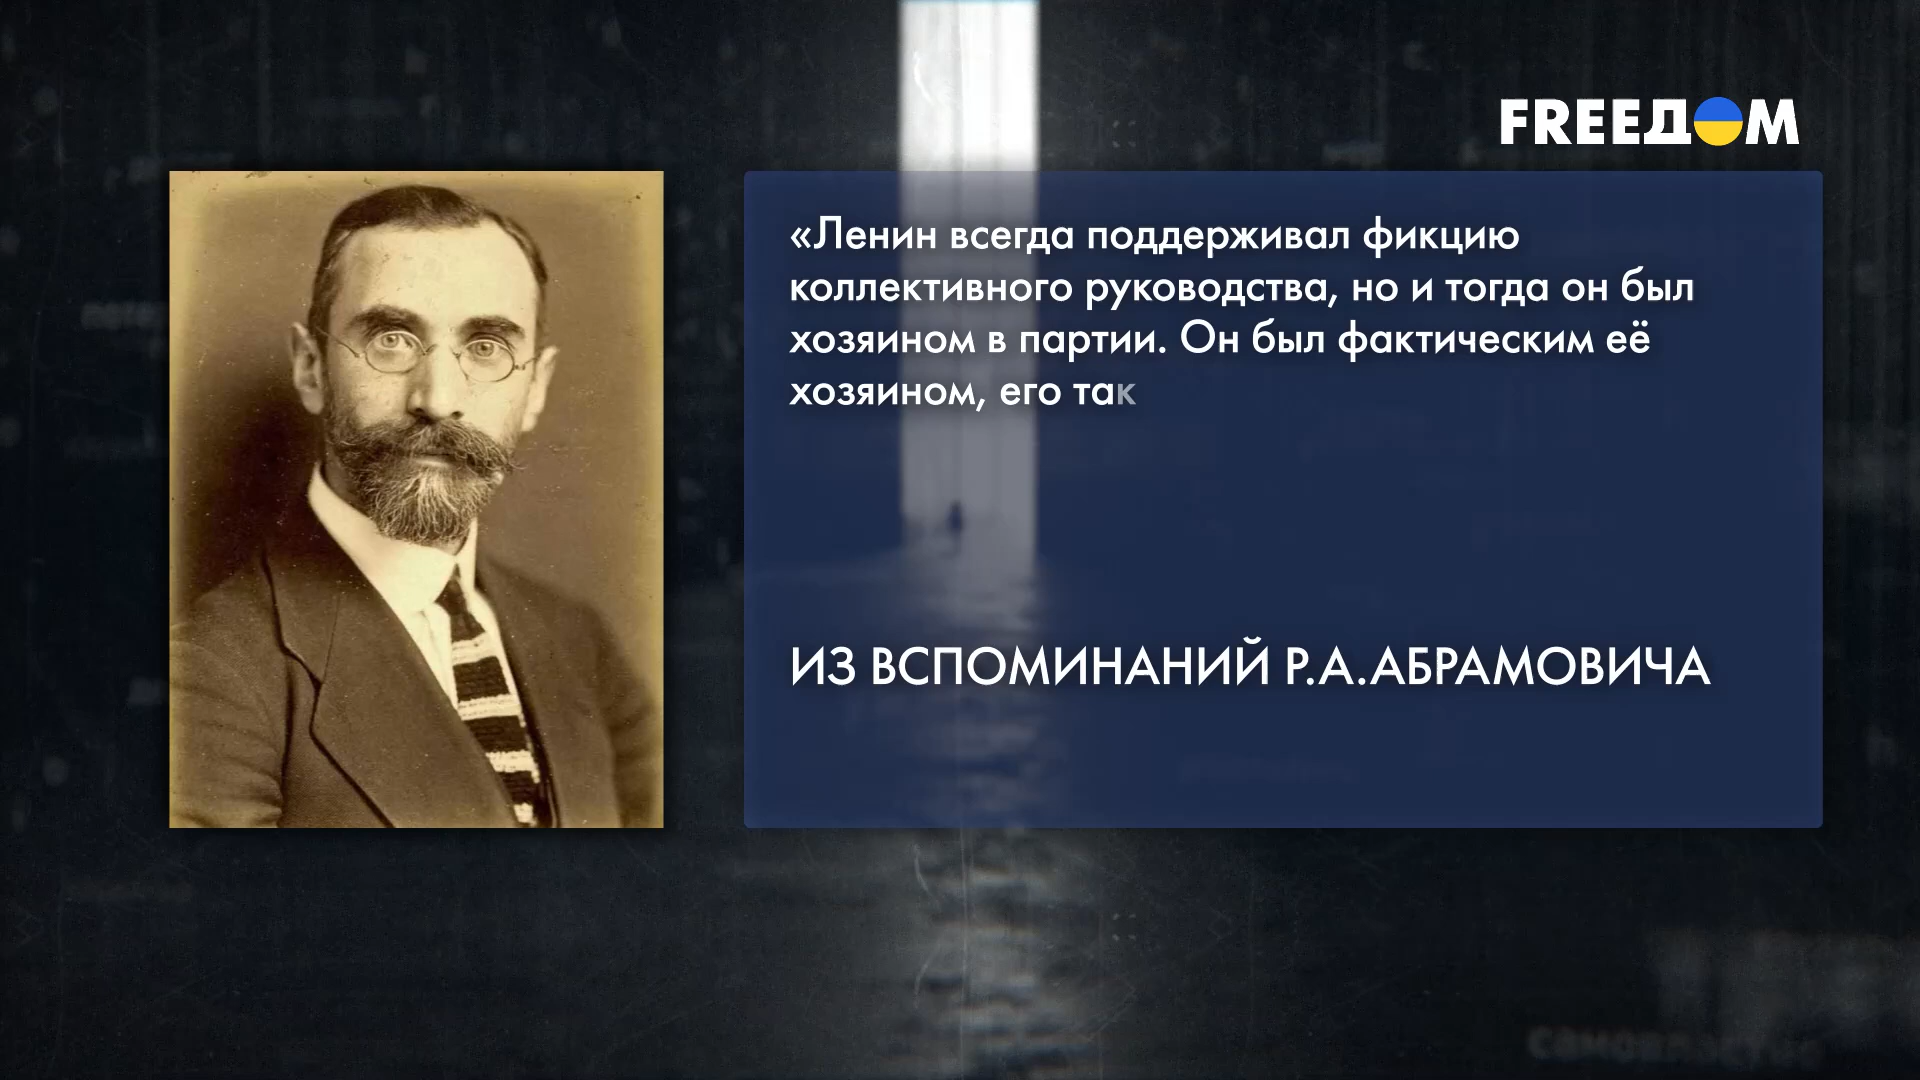 FREEДОМ
«Ленин всегда поддерживал фикцию
коллективного руководства, но и тогда он был
хозяином в партии. Он был фактическим её
хозяином, его так
ИЗ ВСПОМИНАНИЙ Р.А.АБРАМОВИЧА